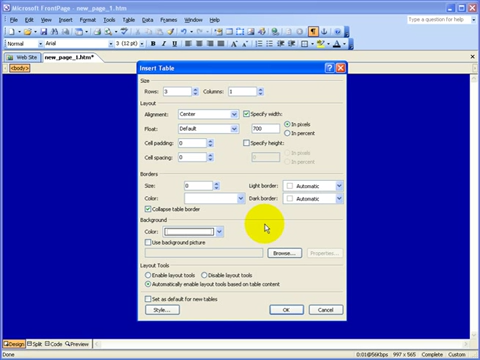 Microsoft FrontPage - new_page_1.htm
File Edit View Insert Format Tools Table Data Frames Window Help
Type a question for help
Normal Arial 3 (12 pt) B I U
Web Site new_page_1.htm*
<body>
Insert Table
Size
Rows: 3 Columns: 1
Layout
Alignment: Center Specify width:
Float: Default 700 In pixels
In percent
Cell padding: 0 Specify height:
Cell spacing: 0 0 In pixels
In percent
Borders
Size: 0 Light border: Automatic
Color: Dark border: Automatic
Collapse table border
Background
Color:
Use background picture
Browse... Properties...
Layout Tools
Enable layout tools Disable layout tools
Automatically enable layout tools based on table content
Set as default for new tables
Style... OK Cancel
Design Split Code Preview 0:01@56Kbps 997 x 565 Complete Custom